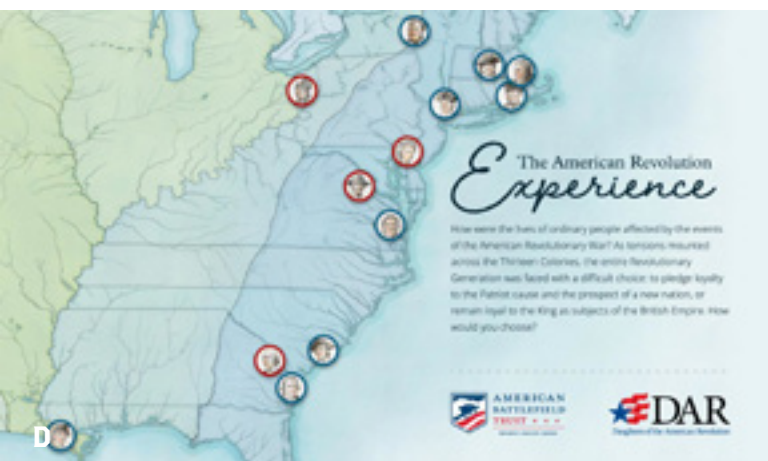 The American Revolution
Experience
How were the lives of ordinary people affected by the events
of the American Revolutionary War? As tensions mounted
across the Thirteen Colonies, the entire Revolutionary
Generation was faced with a difficult choice: to pledge loyalty
to the Patriot cause and the prospect of a new nation, or
remain loyal to the King as subjects of the British Empire. How
would you choose?
AMERICAN
BATTLEFIELD
TRUST
DAR
Daughters of the American Revolution
D